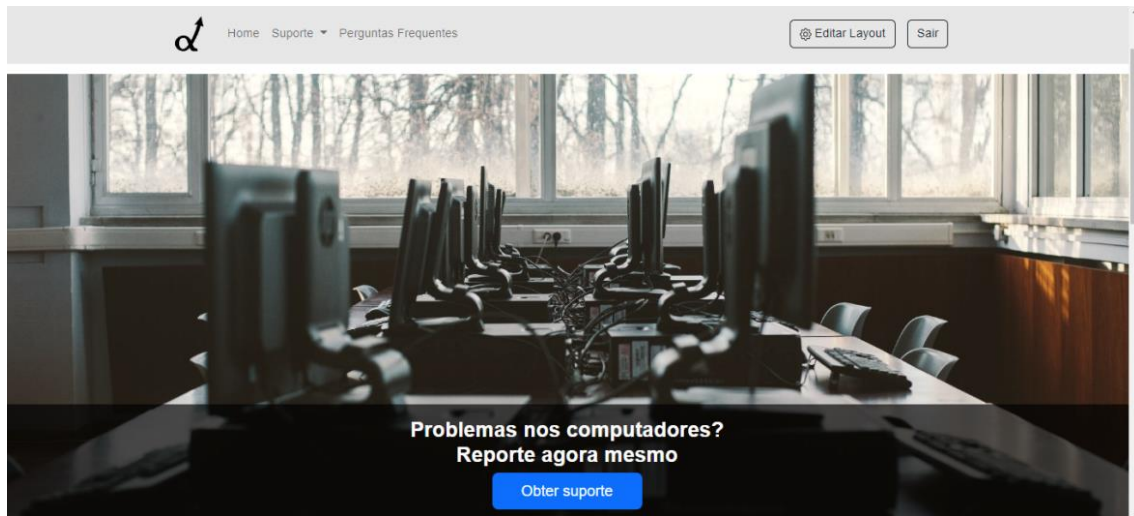 Home Suporte Perguntas Frequentes Editar Layout Sair
Problemas nos computadores?
Reporte agora mesmo
Obter suporte